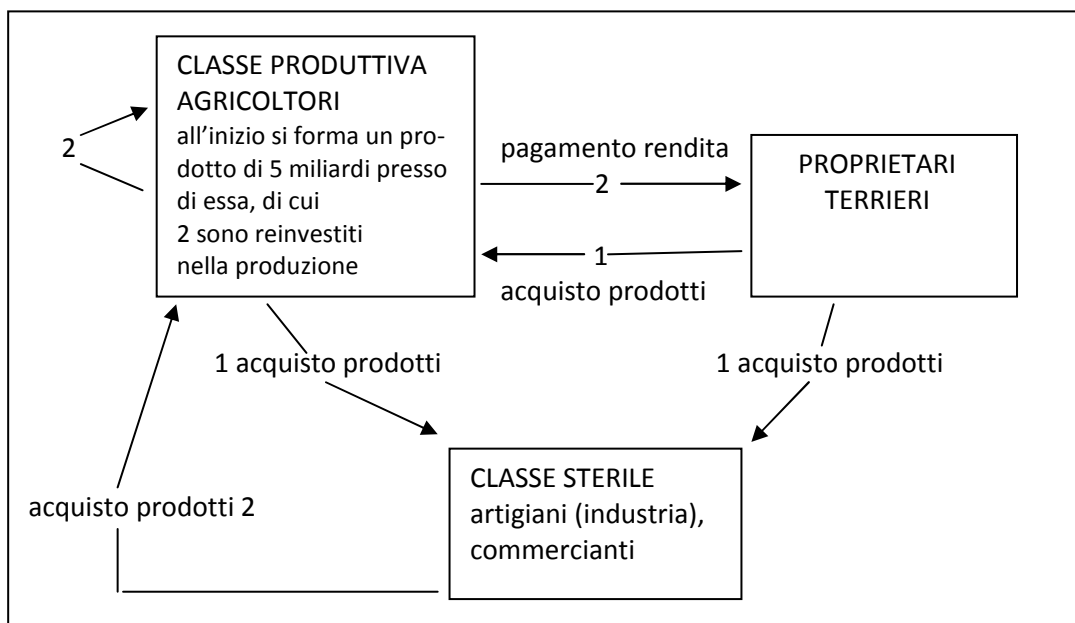 CLASSE PRODUTTIVA
AGRICOLTORI
all’inizio si forma un pro-
dotto di 5 miliardi presso
di essa, di cui
2 sono reinvestiti
nella produzione
2
pagamento rendita
2
PROPRIETARI
TERRIERI
1
acquisto prodotti
1 acquisto prodotti
1 acquisto prodotti
CLASSE STERILE
artigiani (industria),
commercianti
acquisto prodotti 2